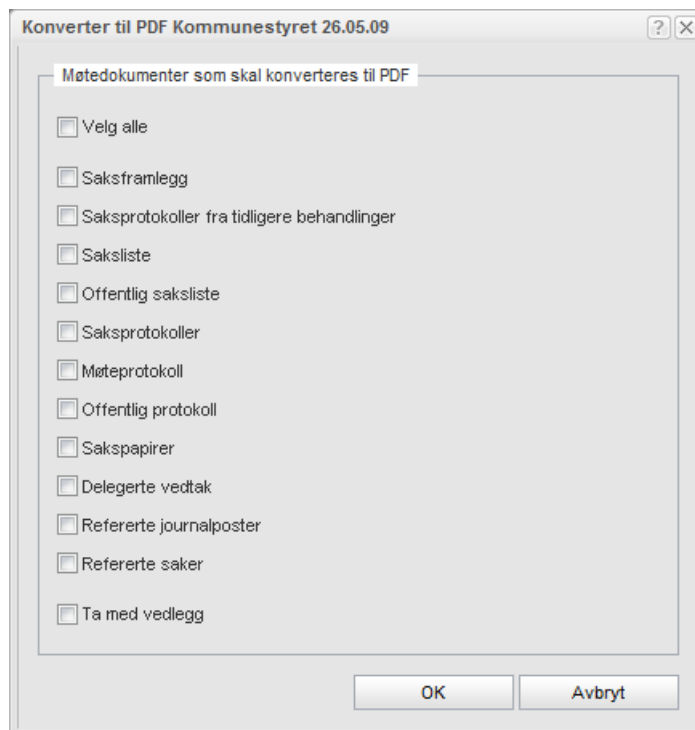 Konverter til PDF Kommunestyret 26.05.09
Møtedokumenter som skal konverteres til PDF
Velg alle
Saksframlegg
Saksprotokoller fra tidligere behandlinger
Saksliste
Offentlig saksliste
Saksprotokoller
Møteprotokoll
Offentlig protokoll
Sakspapirer
Delegerte vedtak
Refererte journalposter
Refererte saker
Ta med vedlegg
OK Avbryt